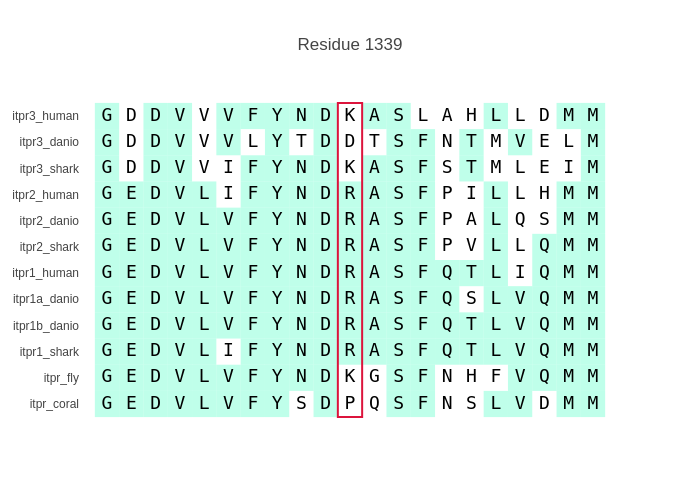 Residue 1339
itpr3_human G D D V V V F Y N D K A S L A H L L D M M
itpr3_danio G D D V V V L Y T D D T S F N T M V E L M
itpr3_shark G D D V V I F Y N D K A S F S T M L E I M
itpr2_human G E D V L I F Y N D R A S F P I L L H M M
itpr2_danio G E D V L V F Y N D R A S F P A L Q S M M
itpr2_shark G E D V L V F Y N D R A S F P V L L Q M M
itpr1_human G E D V L V F Y N D R A S F Q T L I Q M M
itpr1a_danio G E D V L V F Y N D R A S F Q S L V Q M M
itpr1b_danio G E D V L V F Y N D R A S F Q T L V Q M M
itpr1_shark G E D V L I F Y N D R A S F Q T L V Q M M
itpr_fly G E D V L V F Y N D K G S F N H F V Q M M
itpr_coral G E D V L V F Y S D P Q S F N S L V D M M